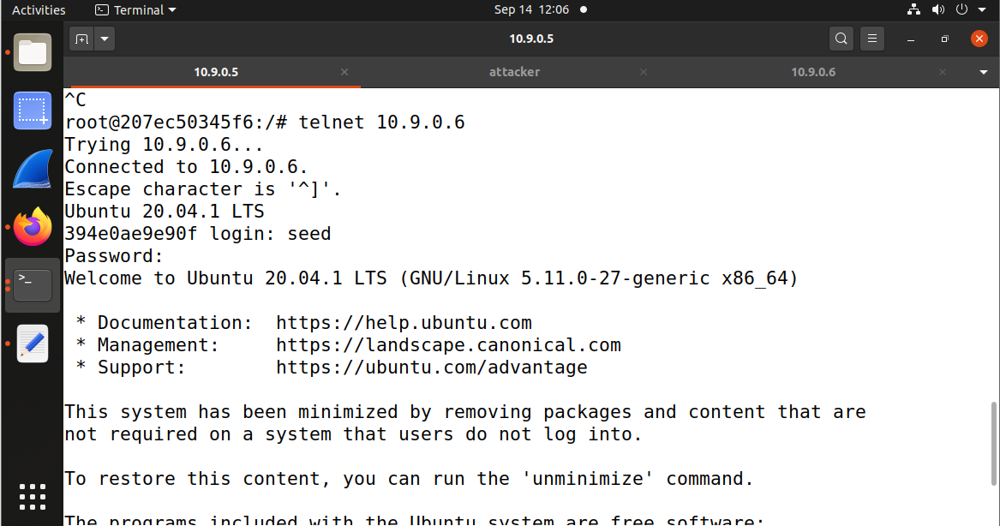 Activities Terminal Sep 14 12:06
10.9.0.5
10.9.0.5 attacker 10.9.0.6
^C
root@207ec50345f6:/# telnet 10.9.0.6
Trying 10.9.0.6...
Connected to 10.9.0.6.
Escape character is '^]'.
Ubuntu 20.04.1 LTS
394e0ae9e90f login: seed
Password:
Welcome to Ubuntu 20.04.1 LTS (GNU/Linux 5.11.0-27-generic x86_64)
* Documentation:  https://help.ubuntu.com
* Management:     https://landscape.canonical.com
* Support:        https://ubuntu.com/advantage
This system has been minimized by removing packages and content that are
not required on a system that users do not log into.
To restore this content, you can run the 'unminimize' command.
The programs included with the Ubuntu system are free software;